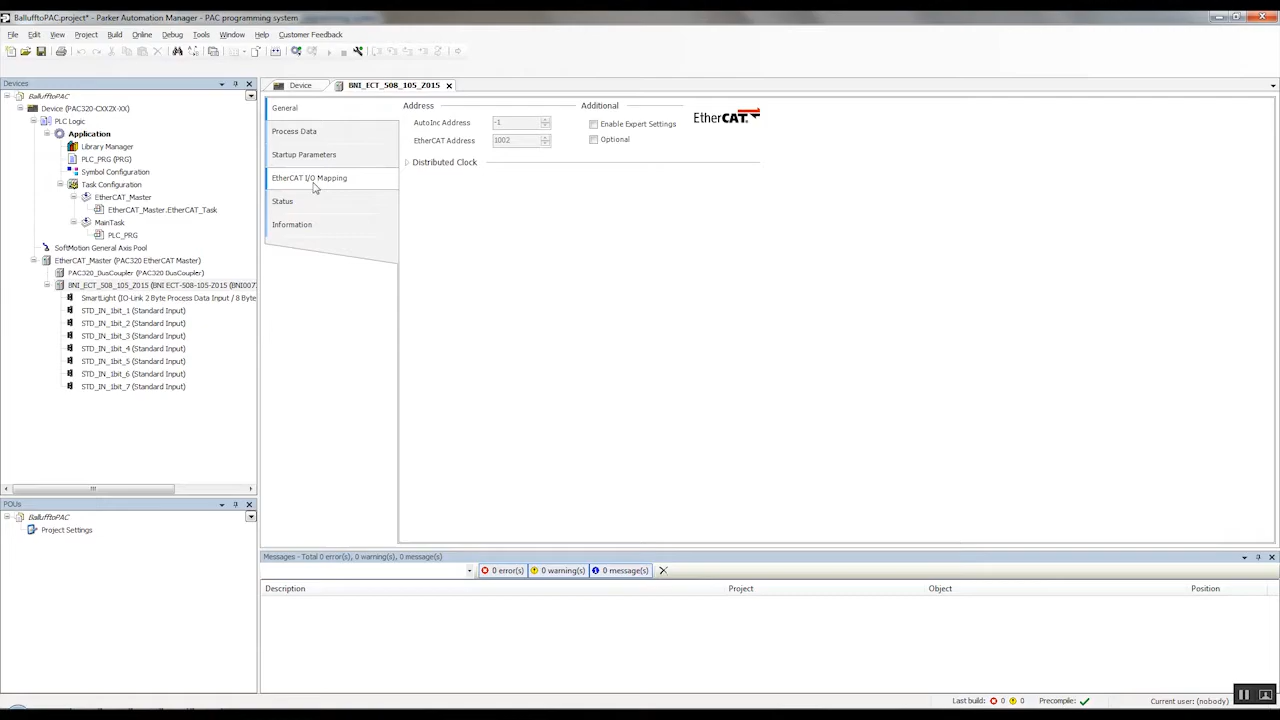 BallufftoPAC.project* - Parker Automation Manager - PAC programming system
File Edit View Project Build Online Debug Tools Window Help Customer Feedback
Devices
BallufftoPAC
Device (PAC320-CXX2X-XX)
PLC Logic
Application
Library Manager
PLC_PRG (PRG)
Symbol Configuration
Task Configuration
EtherCAT_Master
EtherCAT_Master.EtherCAT_Task
MainTask
PLC_PRG
SoftMotion General Axis Pool
EtherCAT_Master (PAC320 EtherCAT Master)
PAC320_BusCoupler (PAC320 BusCoupler)
BNI_ECT_508_105_Z015 (BNI ECT-508-105-Z015 (BNI007
SmartLight (IO-Link 2 Byte Process Data Input / 8 Byte
STD_IN_1bit_1 (Standard Input)
STD_IN_1bit_2 (Standard Input)
STD_IN_1bit_3 (Standard Input)
STD_IN_1bit_4 (Standard Input)
STD_IN_1bit_5 (Standard Input)
STD_IN_1bit_6 (Standard Input)
STD_IN_1bit_7 (Standard Input)
POUs
BallufftoPAC
Project Settings
Device BNI_ECT_508_105_Z015
General
Process Data
Startup Parameters
EtherCAT I/O Mapping
Status
Information
Address
AutoInc Address -1
EtherCAT Address 1002
Distributed Clock
Additional
Enable Expert Settings
Optional
EtherCAT
Messages - Total 0 error(s), 0 warning(s), 0 message(s)
0 error(s) 0 warning(s) 0 message(s)
Description Project Object Position
Last build: 0 0 Precompile: Current user: (nobody)